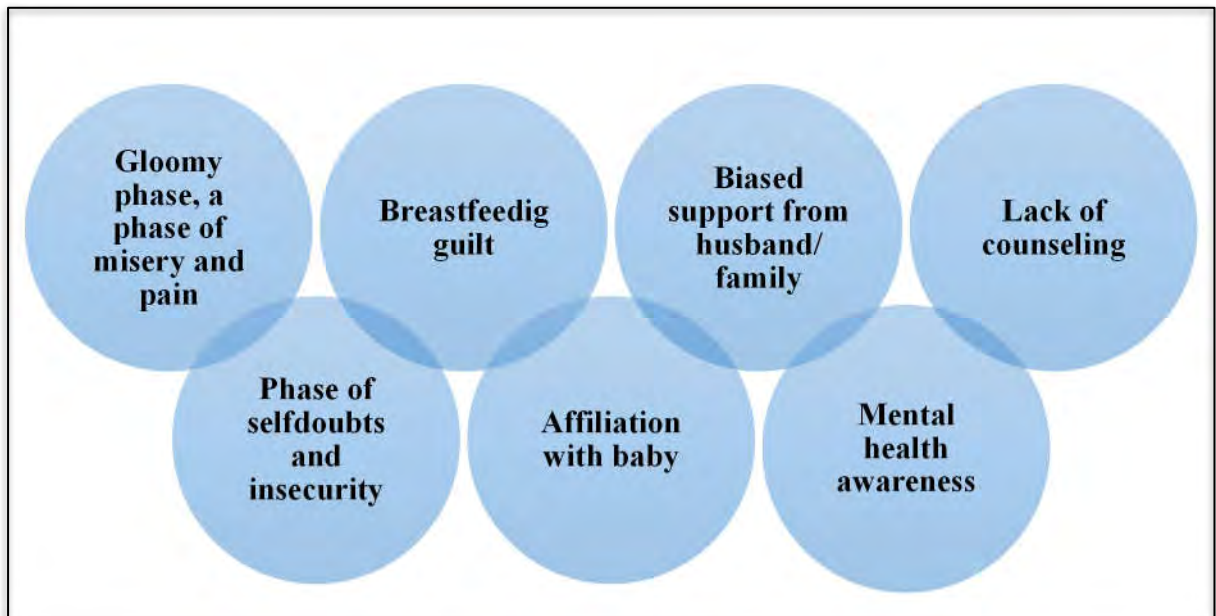 Gloomy
phase, a
phase of
misery and
pain
Breastfeedig
guilt
Biased
support from
husband/
family
Lack of
counseling
Phase of
selfdoubts
and
insecurity
Affiliation
with baby
Mental
health
awareness